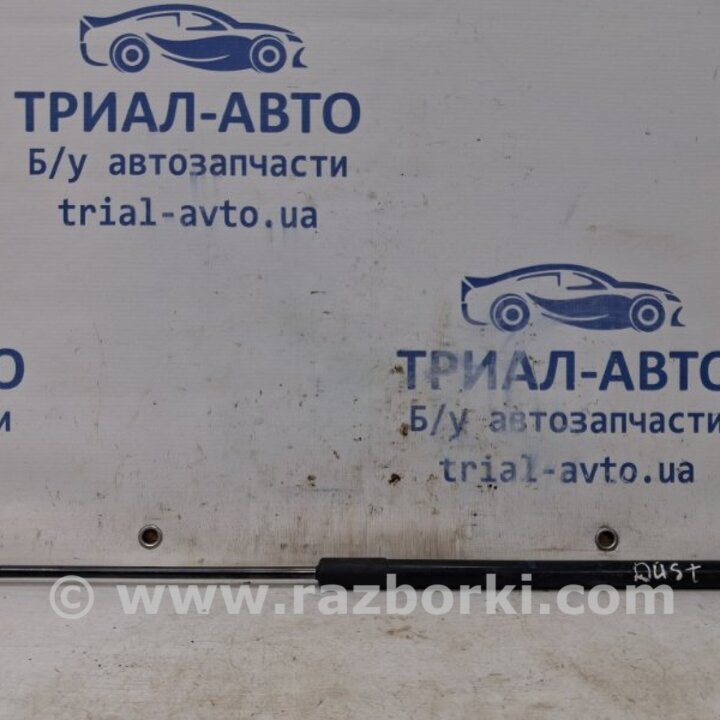 ТРИАЛ-АВТО
Б/у автозапчасти
trial-avto.ua
ТРИАЛ-АВТО
Б/у автозапчасти
trial-avto.ua
О
и
Dust
© www.razborki.com